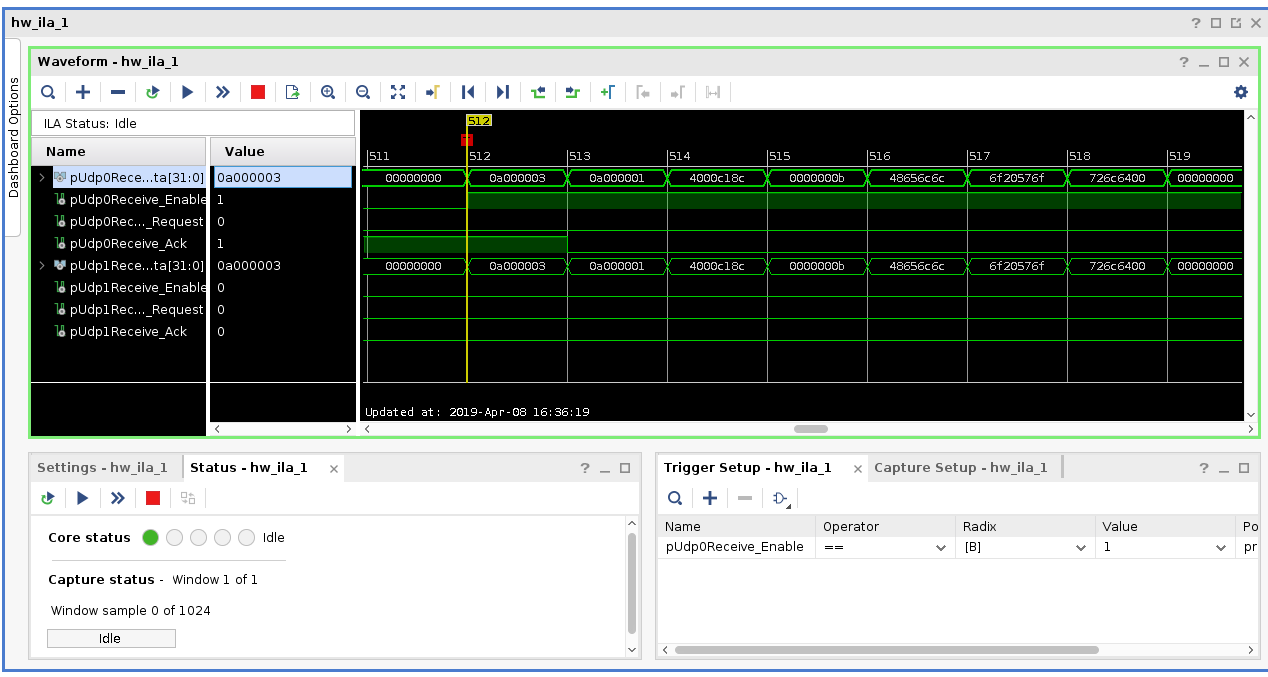 hw_ila_1
Dashboard Options
Waveform - hw_ila_1
ILA Status: Idle
Name Value
512
511 512 513 514 515 516 517 518 519
pUdp0Rece...ta[31:0] 0a000003 00000000 0a000003 0a000001 4000c18c 0000000b 48656c6c 6f20576f 726c6400 00000000
pUdp0Receive_Enable 1
pUdp0Rec..._Request 0
pUdp0Receive_Ack 1
pUdp1Rece...ta[31:0] 0a000003 00000000 0a000003 0a000001 4000c18c 0000000b 48656c6c 6f20576f 726c6400 00000000
pUdp1Receive_Enable 0
pUdp1Rec..._Request 0
pUdp1Receive_Ack 0
Updated at: 2019-Apr-08 16:36:19
Settings - hw_ila_1 Status - hw_ila_1
Core status Idle
Capture status - Window 1 of 1
Window sample 0 of 1024
Idle
Trigger Setup - hw_ila_1 Capture Setup - hw_ila_1
Name Operator Radix Value Po
pUdp0Receive_Enable == [B] 1 pr